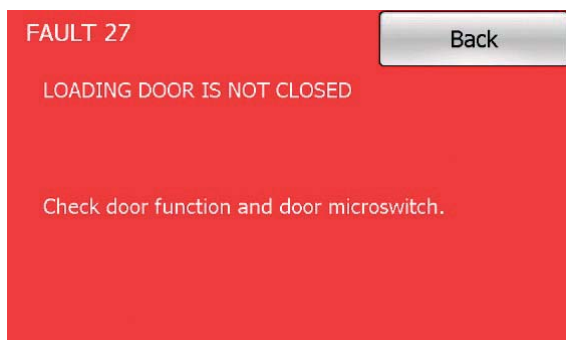 FAULT 27
Back
LOADING DOOR IS NOT CLOSED
Check door function and door microswitch.